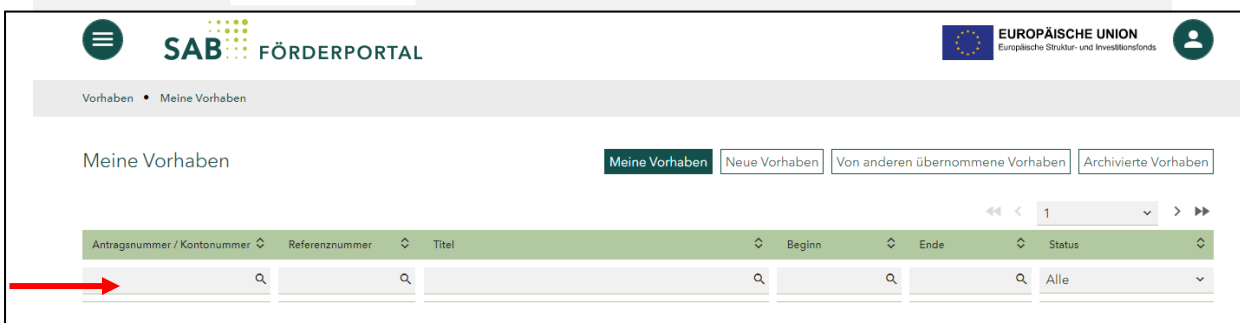 SAB FÖRDERPORTAL
EUROPÄISCHE UNION
Europäische Struktur- und Investitionsfonds
Vorhaben • Meine Vorhaben
Meine Vorhaben
Meine Vorhaben Neue Vorhaben Von anderen übernommene Vorhaben Archivierte Vorhaben
1
Antragsnummer / Kontonummer Referenznummer Titel Beginn Ende Status
Alle